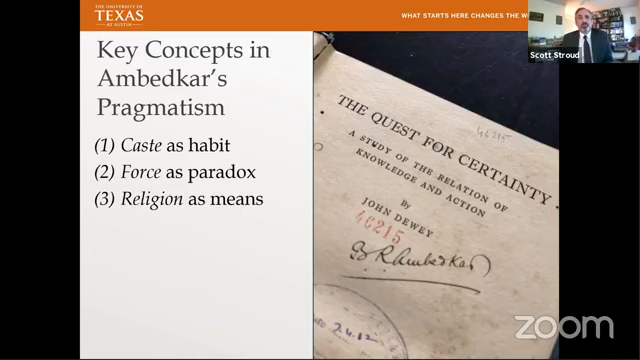 THE UNIVERSITY OF
TEXAS
AT AUSTIN
WHAT STARTS HERE CHANGES THE W
Scott Stroud
Key Concepts in
Ambedkar's
Pragmatism
(1) Caste as habit
(2) Force as paradox
(3) Religion as means
46215
THE QUEST FOR CERTAINTY
A STUDY OF THE RELATION OF
KNOWLEDGE AND ACTION
By
JOHN DEWEY
46215
B R Ambedkar
zoom